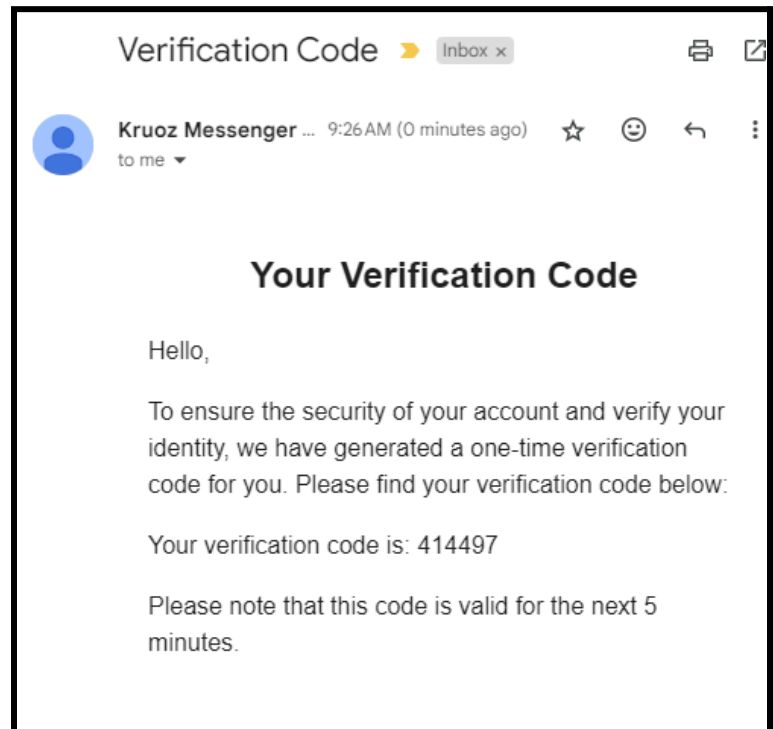 Verification Code Inbox ×
Kruoz Messenger ... 9:26 AM (0 minutes ago)
to me
Your Verification Code
Hello,
To ensure the security of your account and verify your
identity, we have generated a one-time verification
code for you. Please find your verification code below:
Your verification code is: 414497
Please note that this code is valid for the next 5
minutes.